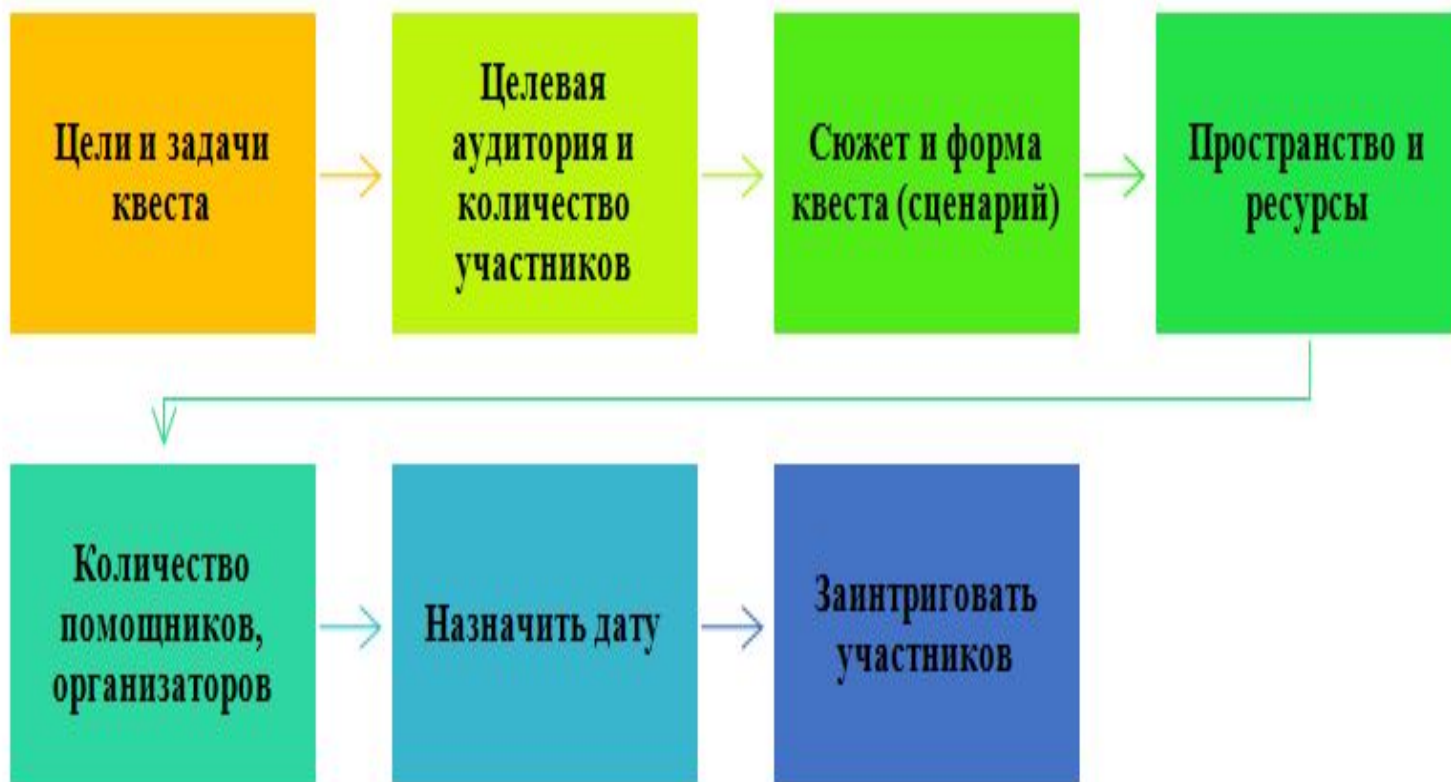 Цели и задачи
квеста
Целевая
аудитория и
количество
участников
Сюжет и форма
квеста (сценарий)
Пространство и
ресурсы
Количество
помощников,
организаторов
Назначить дату
Заинтриговать
участников